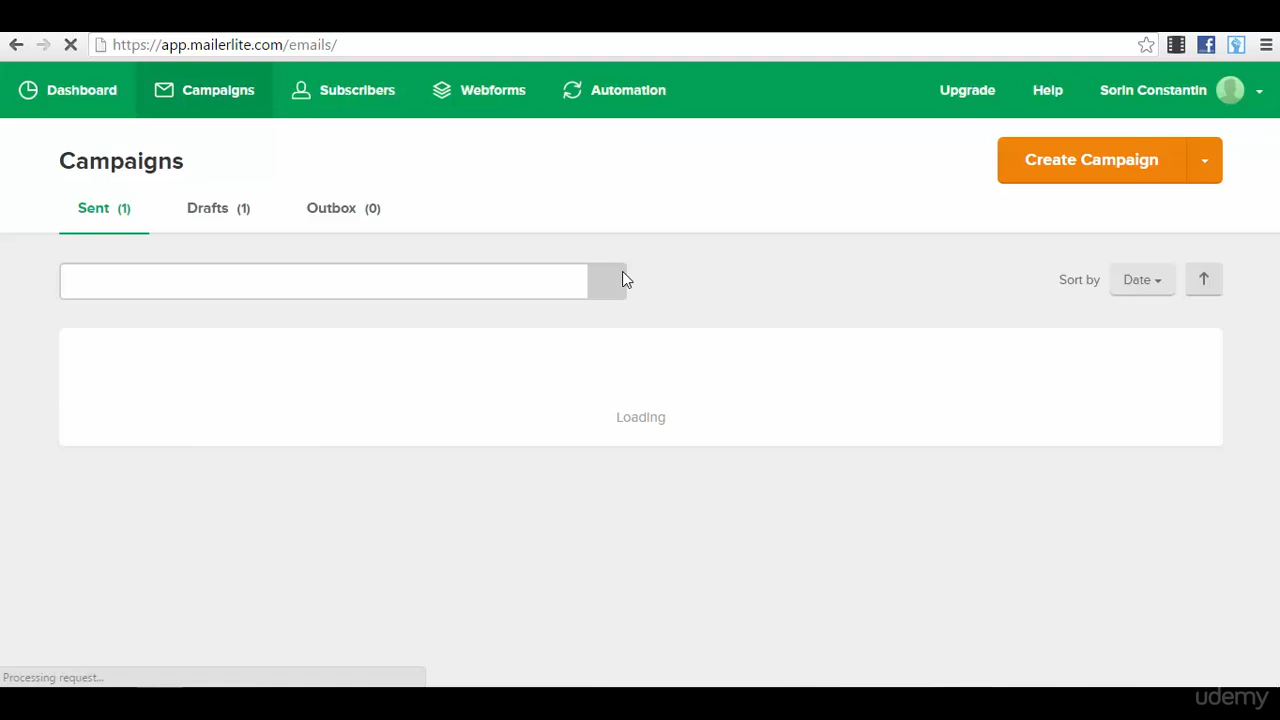 https://app.mailerlite.com/emails/
Dashboard Campaigns Subscribers Webforms Automation Upgrade Help Sorin Constantin
Campaigns
Create Campaign
Sent (1) Drafts (1) Outbox (0)
Sort by Date
Loading
Processing request...
udemy